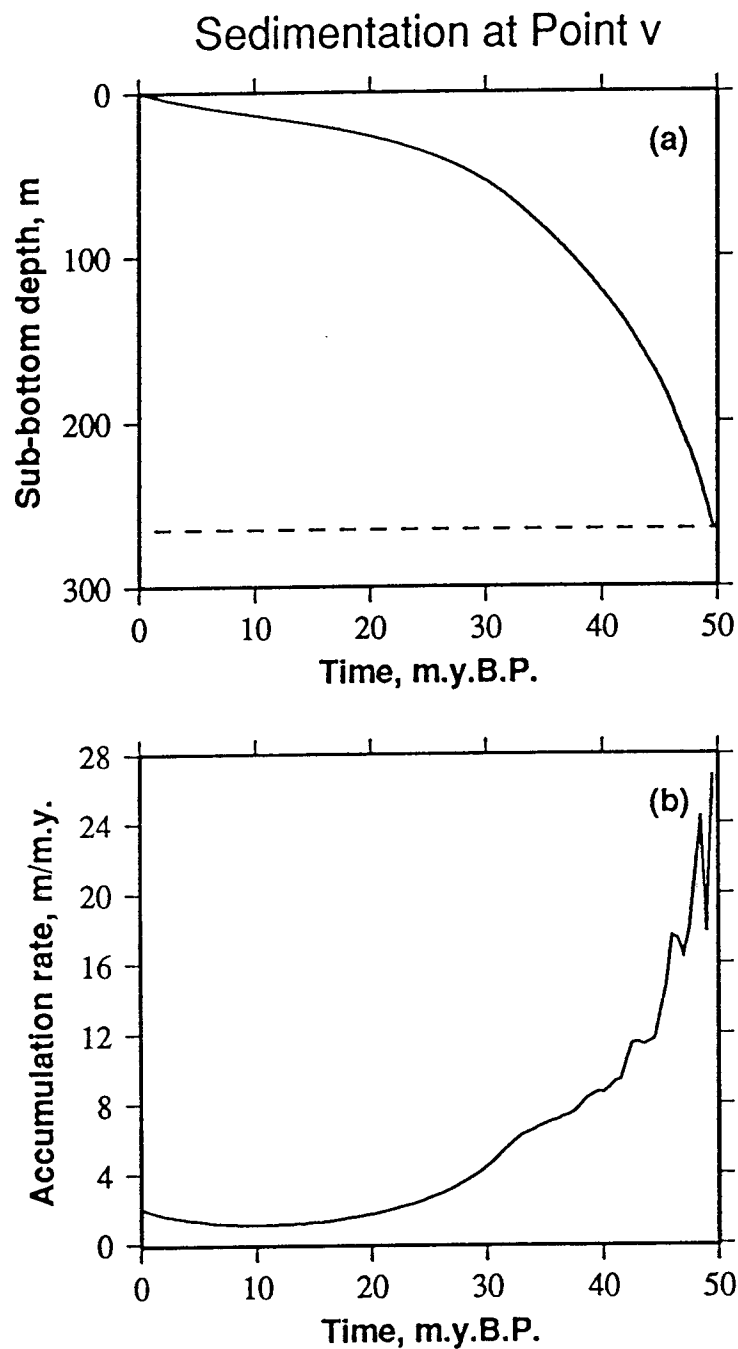 Sedimentation at Point v
(a)
Sub-bottom depth, m
0
100
200
300
0 10 20 30 40 50
Time, m.y.B.P.
(b)
Accumulation rate, m/m.y.
28
24
20
16
12
8
4
0
0 10 20 30 40 50
Time, m.y.B.P.